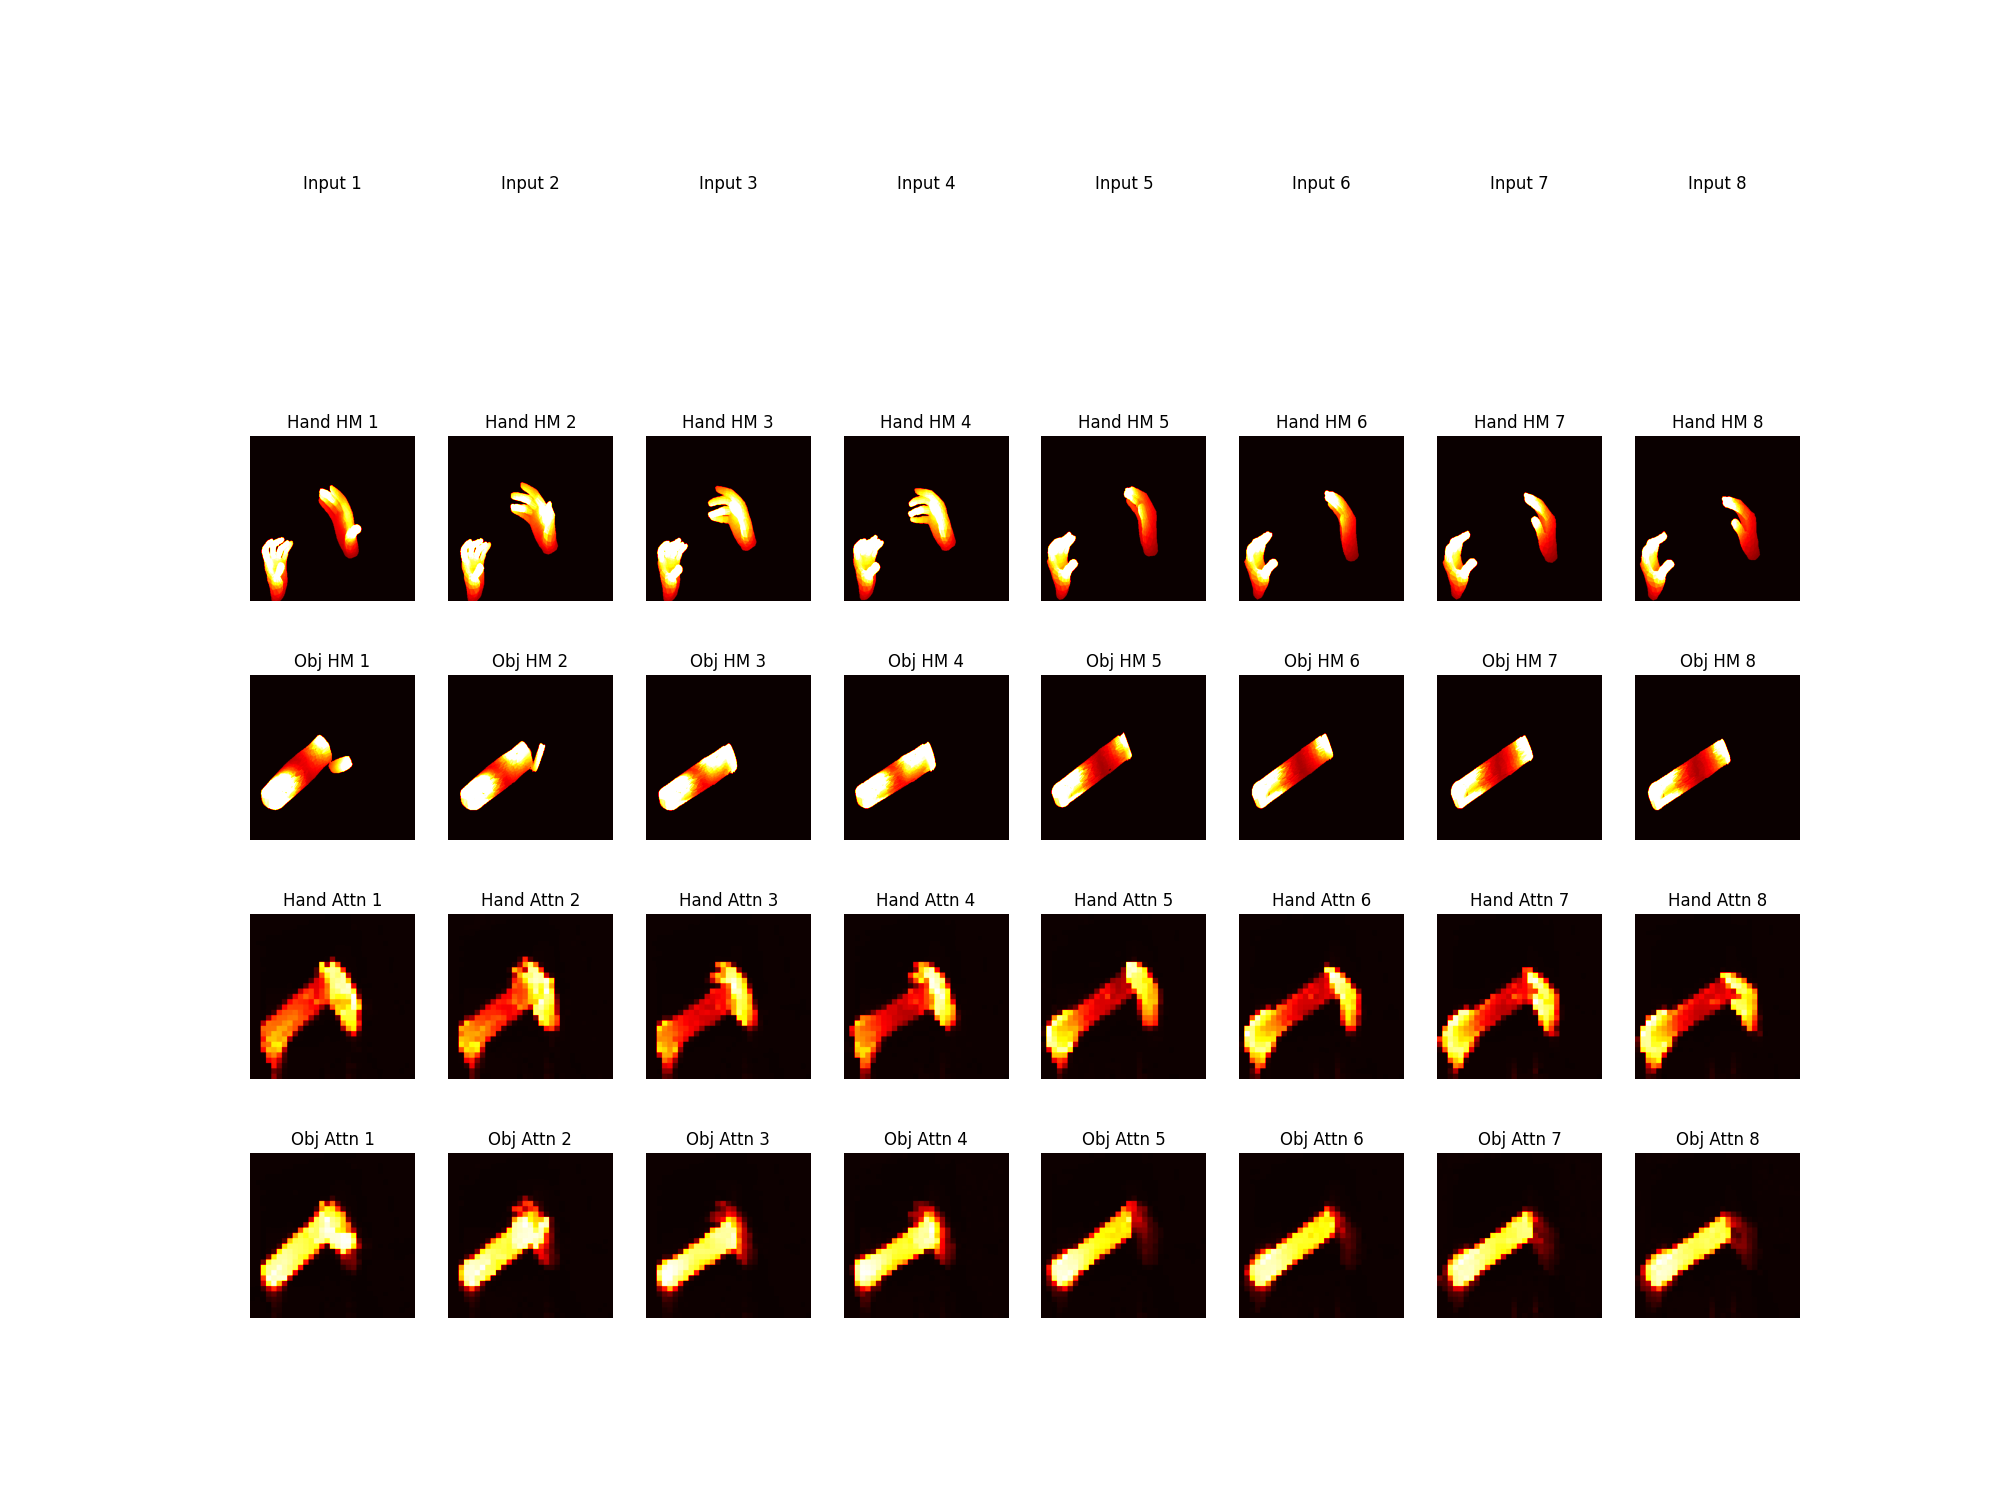 Input 1 Input 2 Input 3 Input 4 Input 5 Input 6 Input 7 Input 8
Hand HM 1 Hand HM 2 Hand HM 3 Hand HM 4 Hand HM 5 Hand HM 6 Hand HM 7 Hand HM 8
Obj HM 1 Obj HM 2 Obj HM 3 Obj HM 4 Obj HM 5 Obj HM 6 Obj HM 7 Obj HM 8
Hand Attn 1 Hand Attn 2 Hand Attn 3 Hand Attn 4 Hand Attn 5 Hand Attn 6 Hand Attn 7 Hand Attn 8
Obj Attn 1 Obj Attn 2 Obj Attn 3 Obj Attn 4 Obj Attn 5 Obj Attn 6 Obj Attn 7 Obj Attn 8